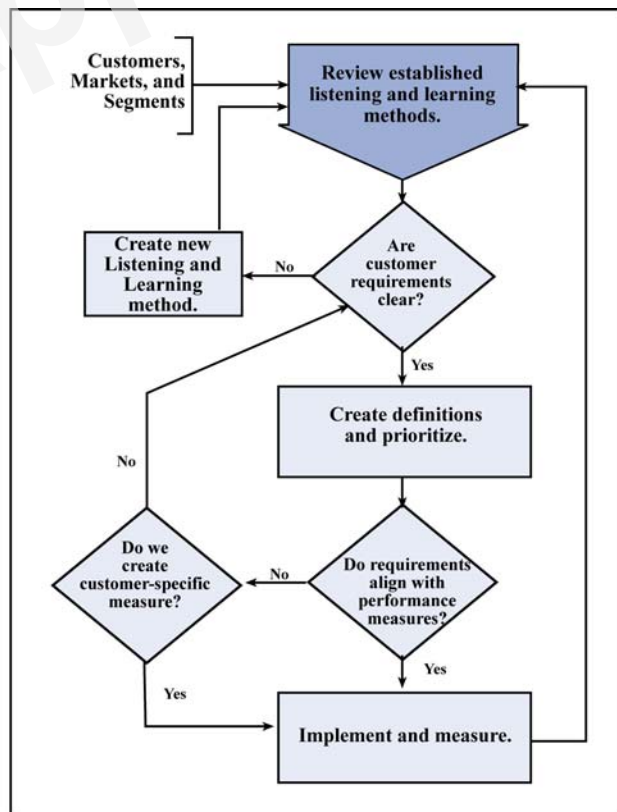 Customers,
Markets, and
Segments
Review established
listening and learning
methods.
Create new
Listening and
Learning
method.
No
Are
customer
requirements
clear?
Yes
Create definitions
and prioritize.
No
Do we
create
customer-specific
measure?
No
Do requirements
align with
performance
measures?
Yes
Yes
Implement and measure.